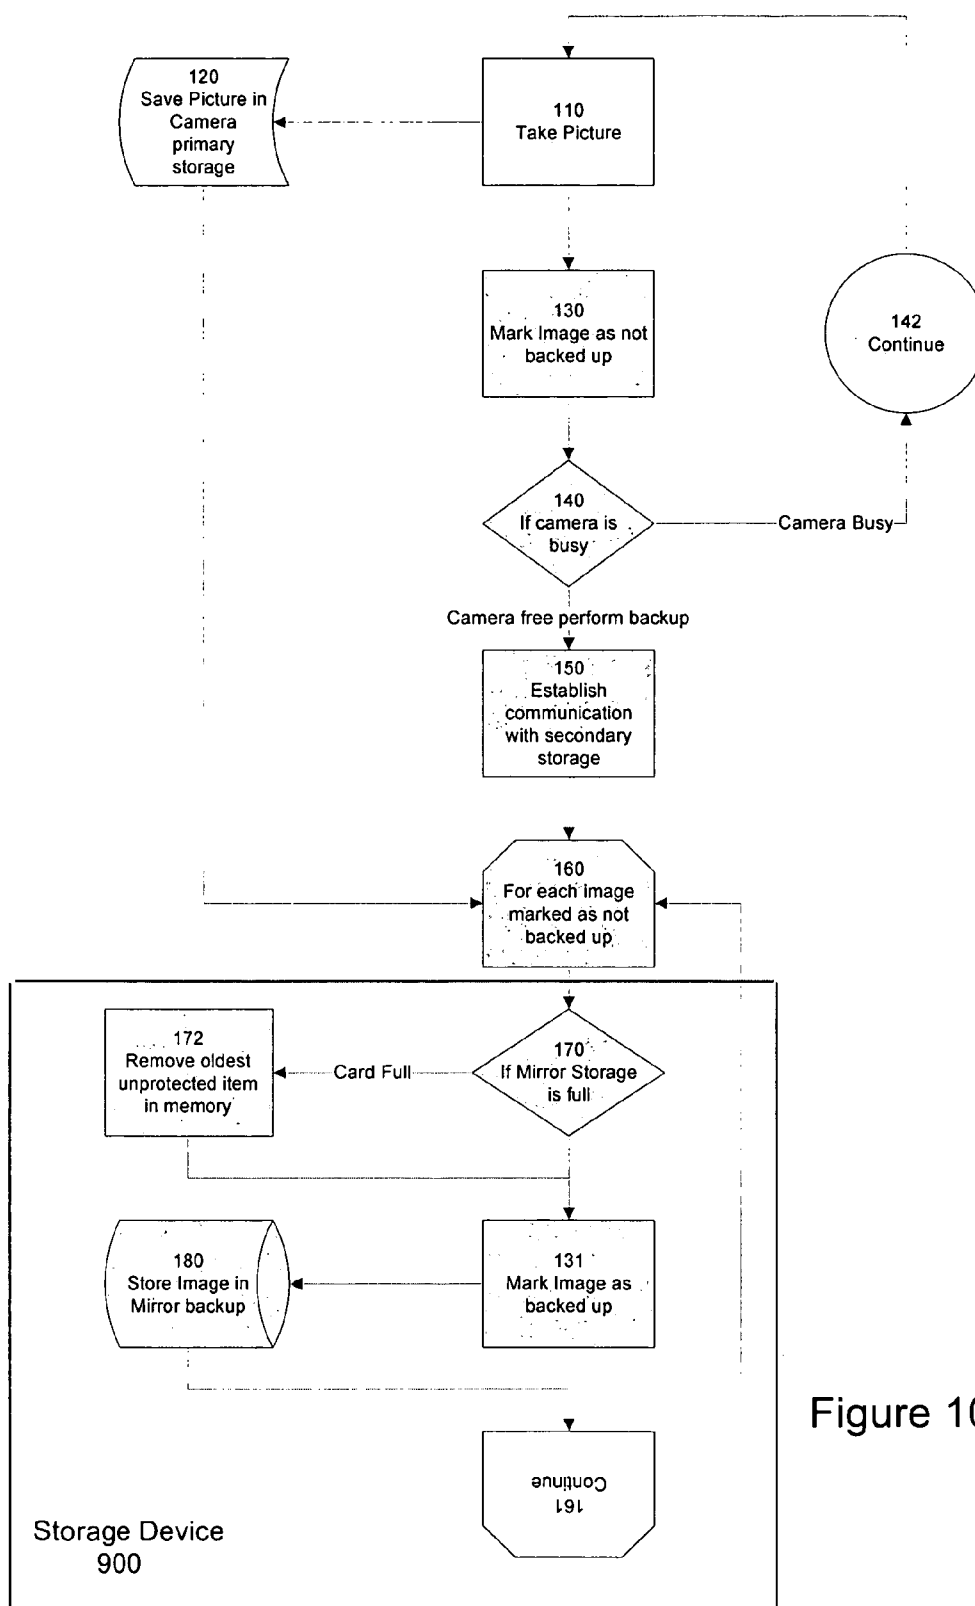 120
Save Picture in
Camera
primary
storage
110
Take Picture
130
Mark Image as not
backed up
142
Continue
140
If camera is
busy
Camera Busy
Camera free perform backup
150
Establish
communication
with secondary
storage
160
For each image
marked as not
backed up
172
Remove oldest
unprotected item
in memory
Card Full
170
If Mirror Storage
is full
180
Store Image in
Mirror backup
131
Mark Image as
backed up
161
Continue
Figure 10
Storage Device
900